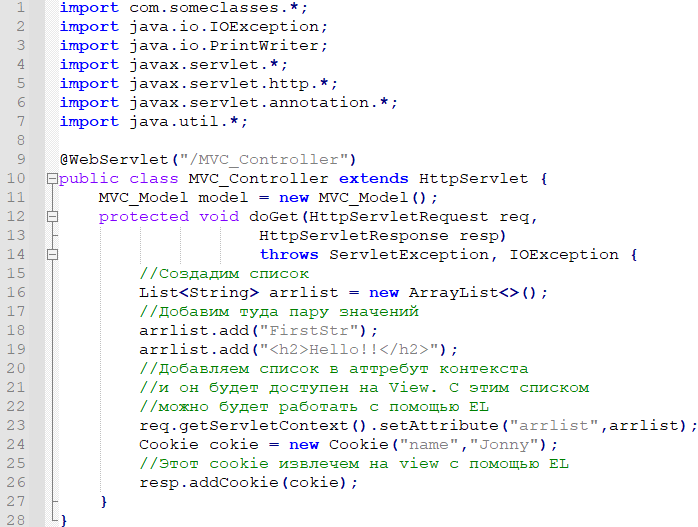 1 import com.someclasses.*;
2 import java.io.IOException;
3 import java.io.PrintWriter;
4 import javax.servlet.*;
5 import javax.servlet.http.*;
6 import javax.servlet.annotation.*;
7 import java.util.*;
8
9 @WebServlet("/MVC_Controller")
10 public class MVC_Controller extends HttpServlet {
11     MVC_Model model = new MVC_Model();
12     protected void doGet(HttpServletRequest req,
13                     HttpServletResponse resp)
14                     throws ServletException, IOException {
15         //Создадим список
16         List<String> arrlist = new ArrayList<>();
17         //Добавим туда пару значений
18         arrlist.add("FirstStr");
19         arrlist.add("<h2>Hello!!</h2>");
20         //Добавляем список в аттребут контекста
21         //и он будет доступен на View. С этим списком
22         //можно будет работать с помощью EL
23         req.getServletContext().setAttribute("arrlist",arrlist);
24         Cookie cokie = new Cookie("name","Jonny");
25         //Этот cookie извлечем на view с помощью EL
26         resp.addCookie(cokie);
27     }
28 }